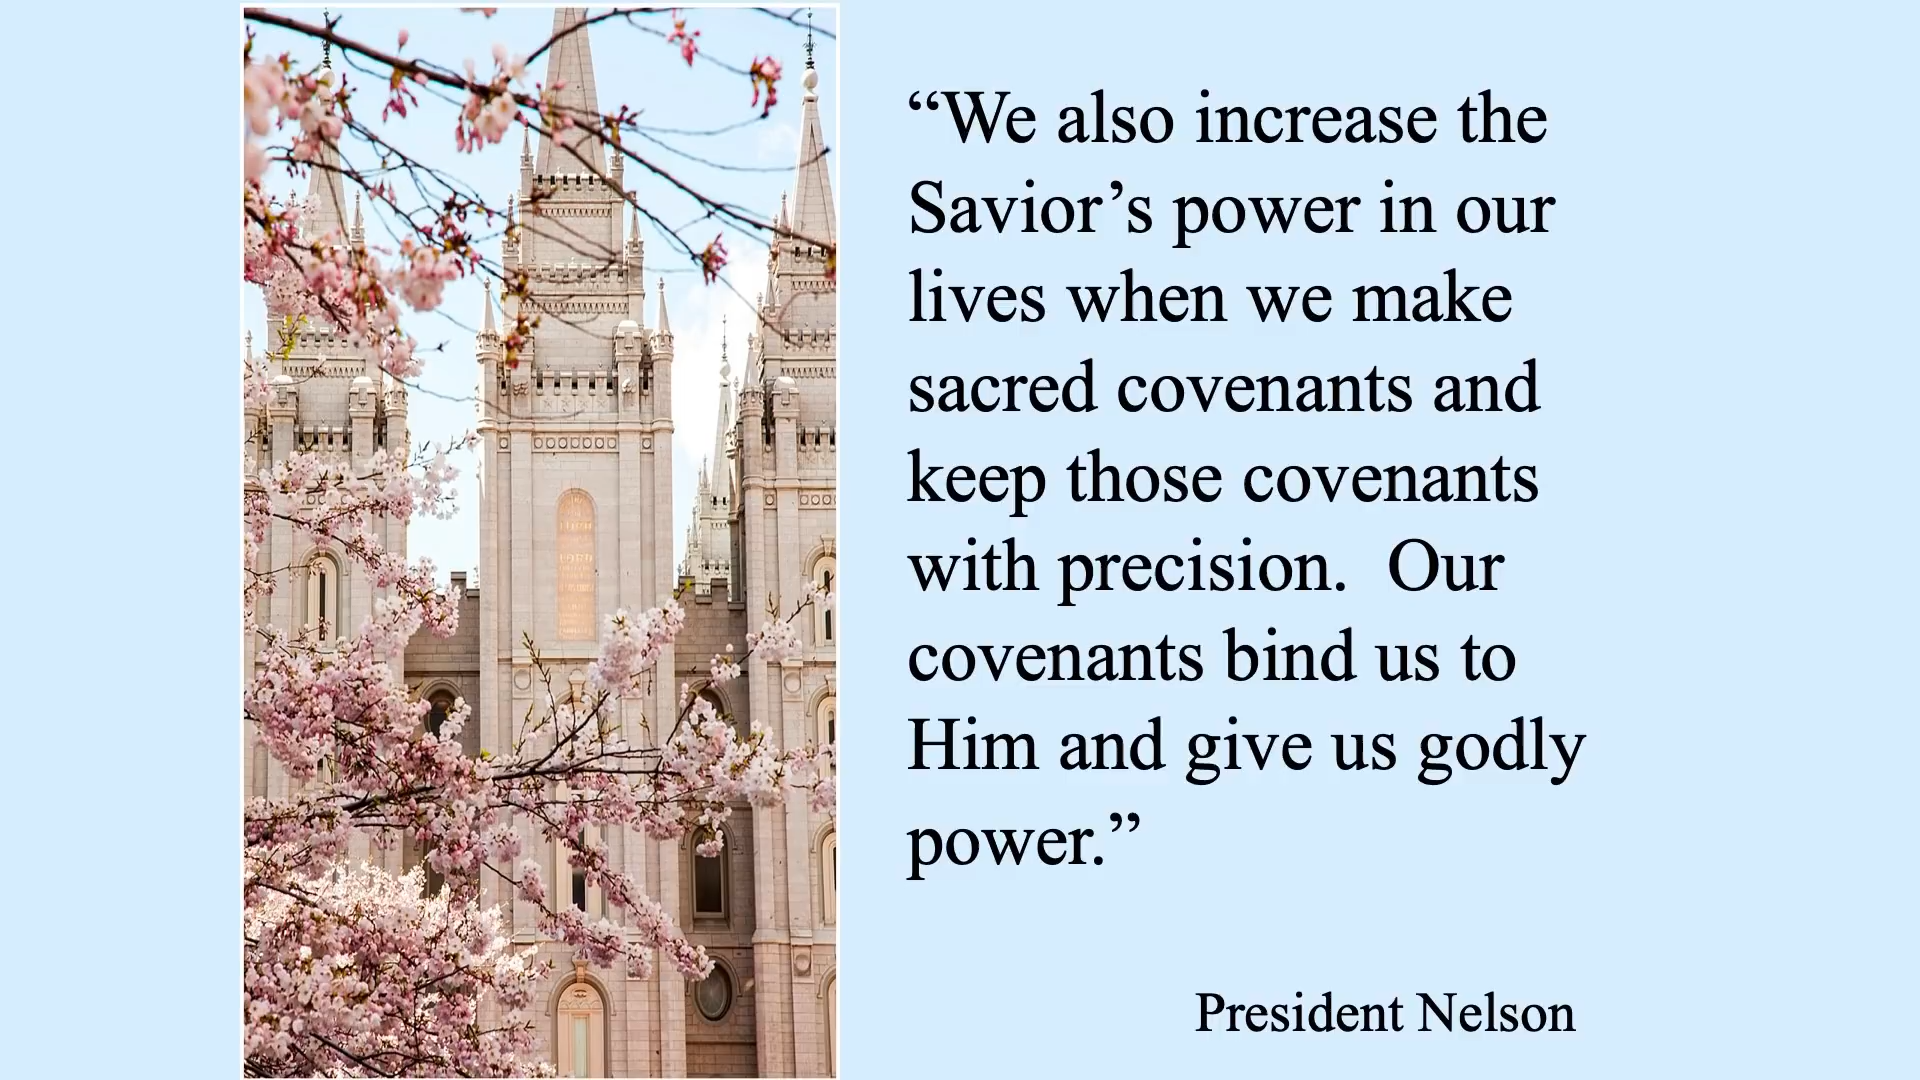 “We also increase the
Savior’s power in our
lives when we make
sacred covenants and
keep those covenants
with precision.  Our
covenants bind us to
Him and give us godly
power.”
President Nelson